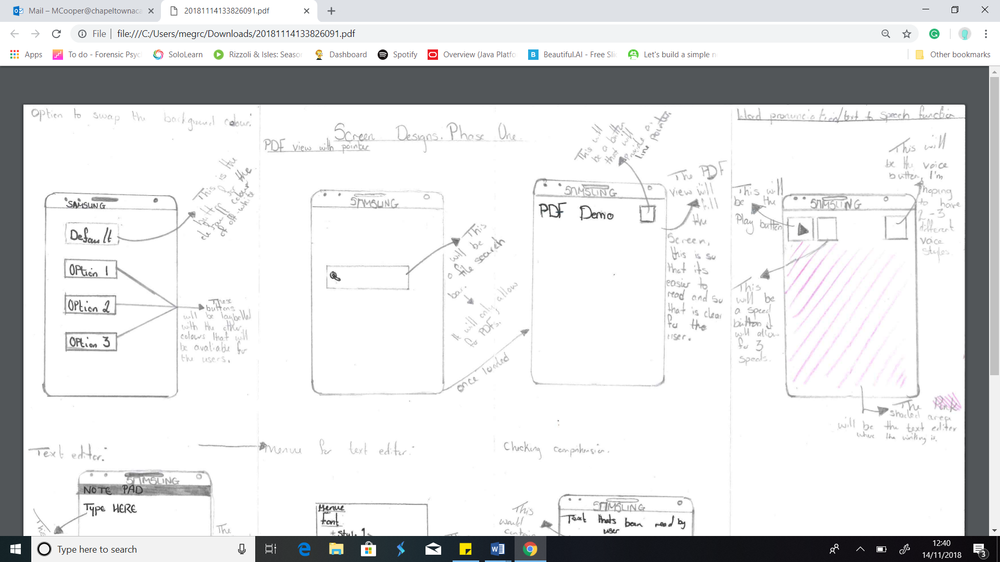 Mail – MCooper@chapeltownaca
20181114133826091.pdf
File
file:///C:/Users/megrc/Downloads/20181114133826091.pdf
Apps
To do - Forensic Psyc
SoloLearn
Rizzoli & Isles: Seaso
Dashboard
Spotify
Overview (Java Platfo
Beautiful.AI - Free Slid
Let's build a simple n
Other bookmarks
Option to swap the background colour:
This is the
button for the
default colour
of off-white
SAMSUNG
Default
Option 1
Option 2
Option 3
These
buttons
will be laybelled
with the other
colours that will
be avaliable for
the users.
Screen Designs. Phase One
PDF view with pointer
SAMSUNG
This
will be
a file search
bar.
It will only allow
for PDFs.
once loaded
This will
be a button
that will
provide a
line pointer
SAMSUNG
PDF Demo
The PDF
view will
fill
the
Screen,
this is so
that its
easier to
read and so
that is clear
for the
user.
Word pronunciation/text to speech function
This will
be the voice
button, I'm
hoping
to have
2-3
different
voice
styles.
This will
be the
Play button
SAMSUNG
This
will be
a speed
button
will allow
for 3
speeds.
The Pink
shaded area
will be the text editor
where the writing is.
Text editor:
SAMSUNG
NOTE PAD
Type HERE
This
The
Menue for text editor:
Menue
Font
* Style 1
Checking comprehension.
This
would
contain
SAMSUNG
Text thats been read by
user
Type here to search
12:40
14/11/2018
3